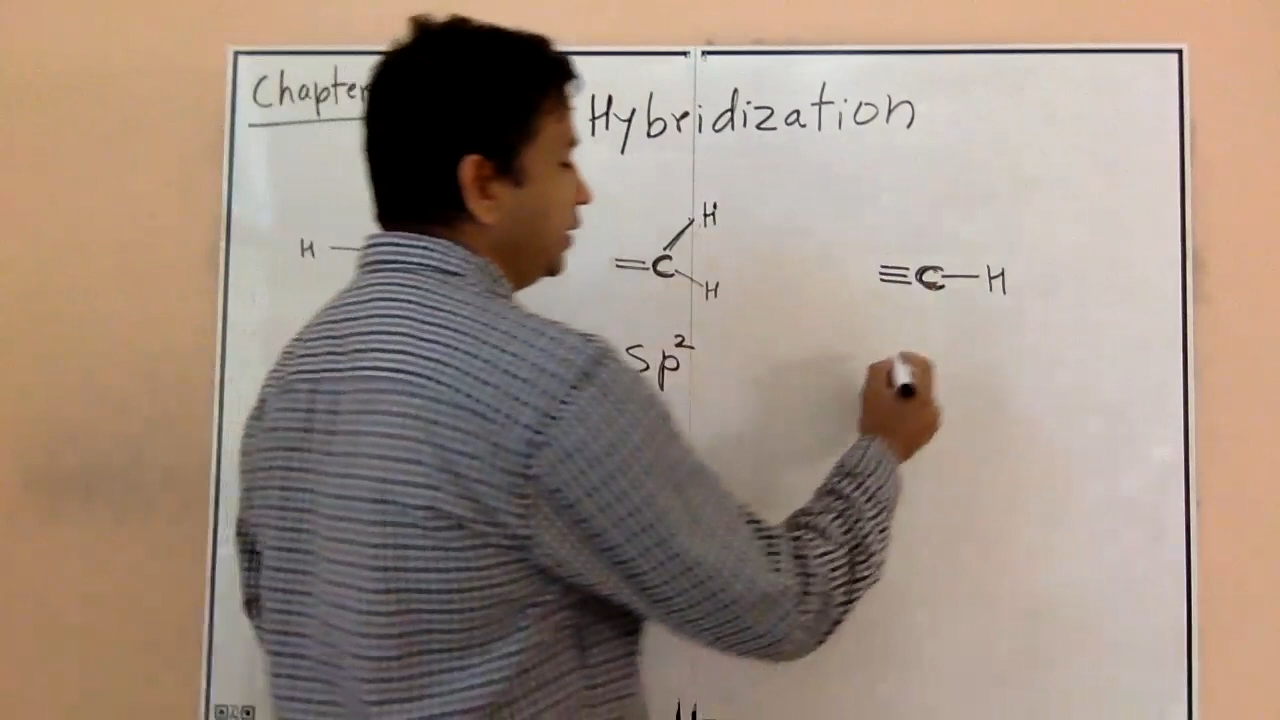 Chapter
Hybridization
H —
=C
H
H
≡C—H
Sp²